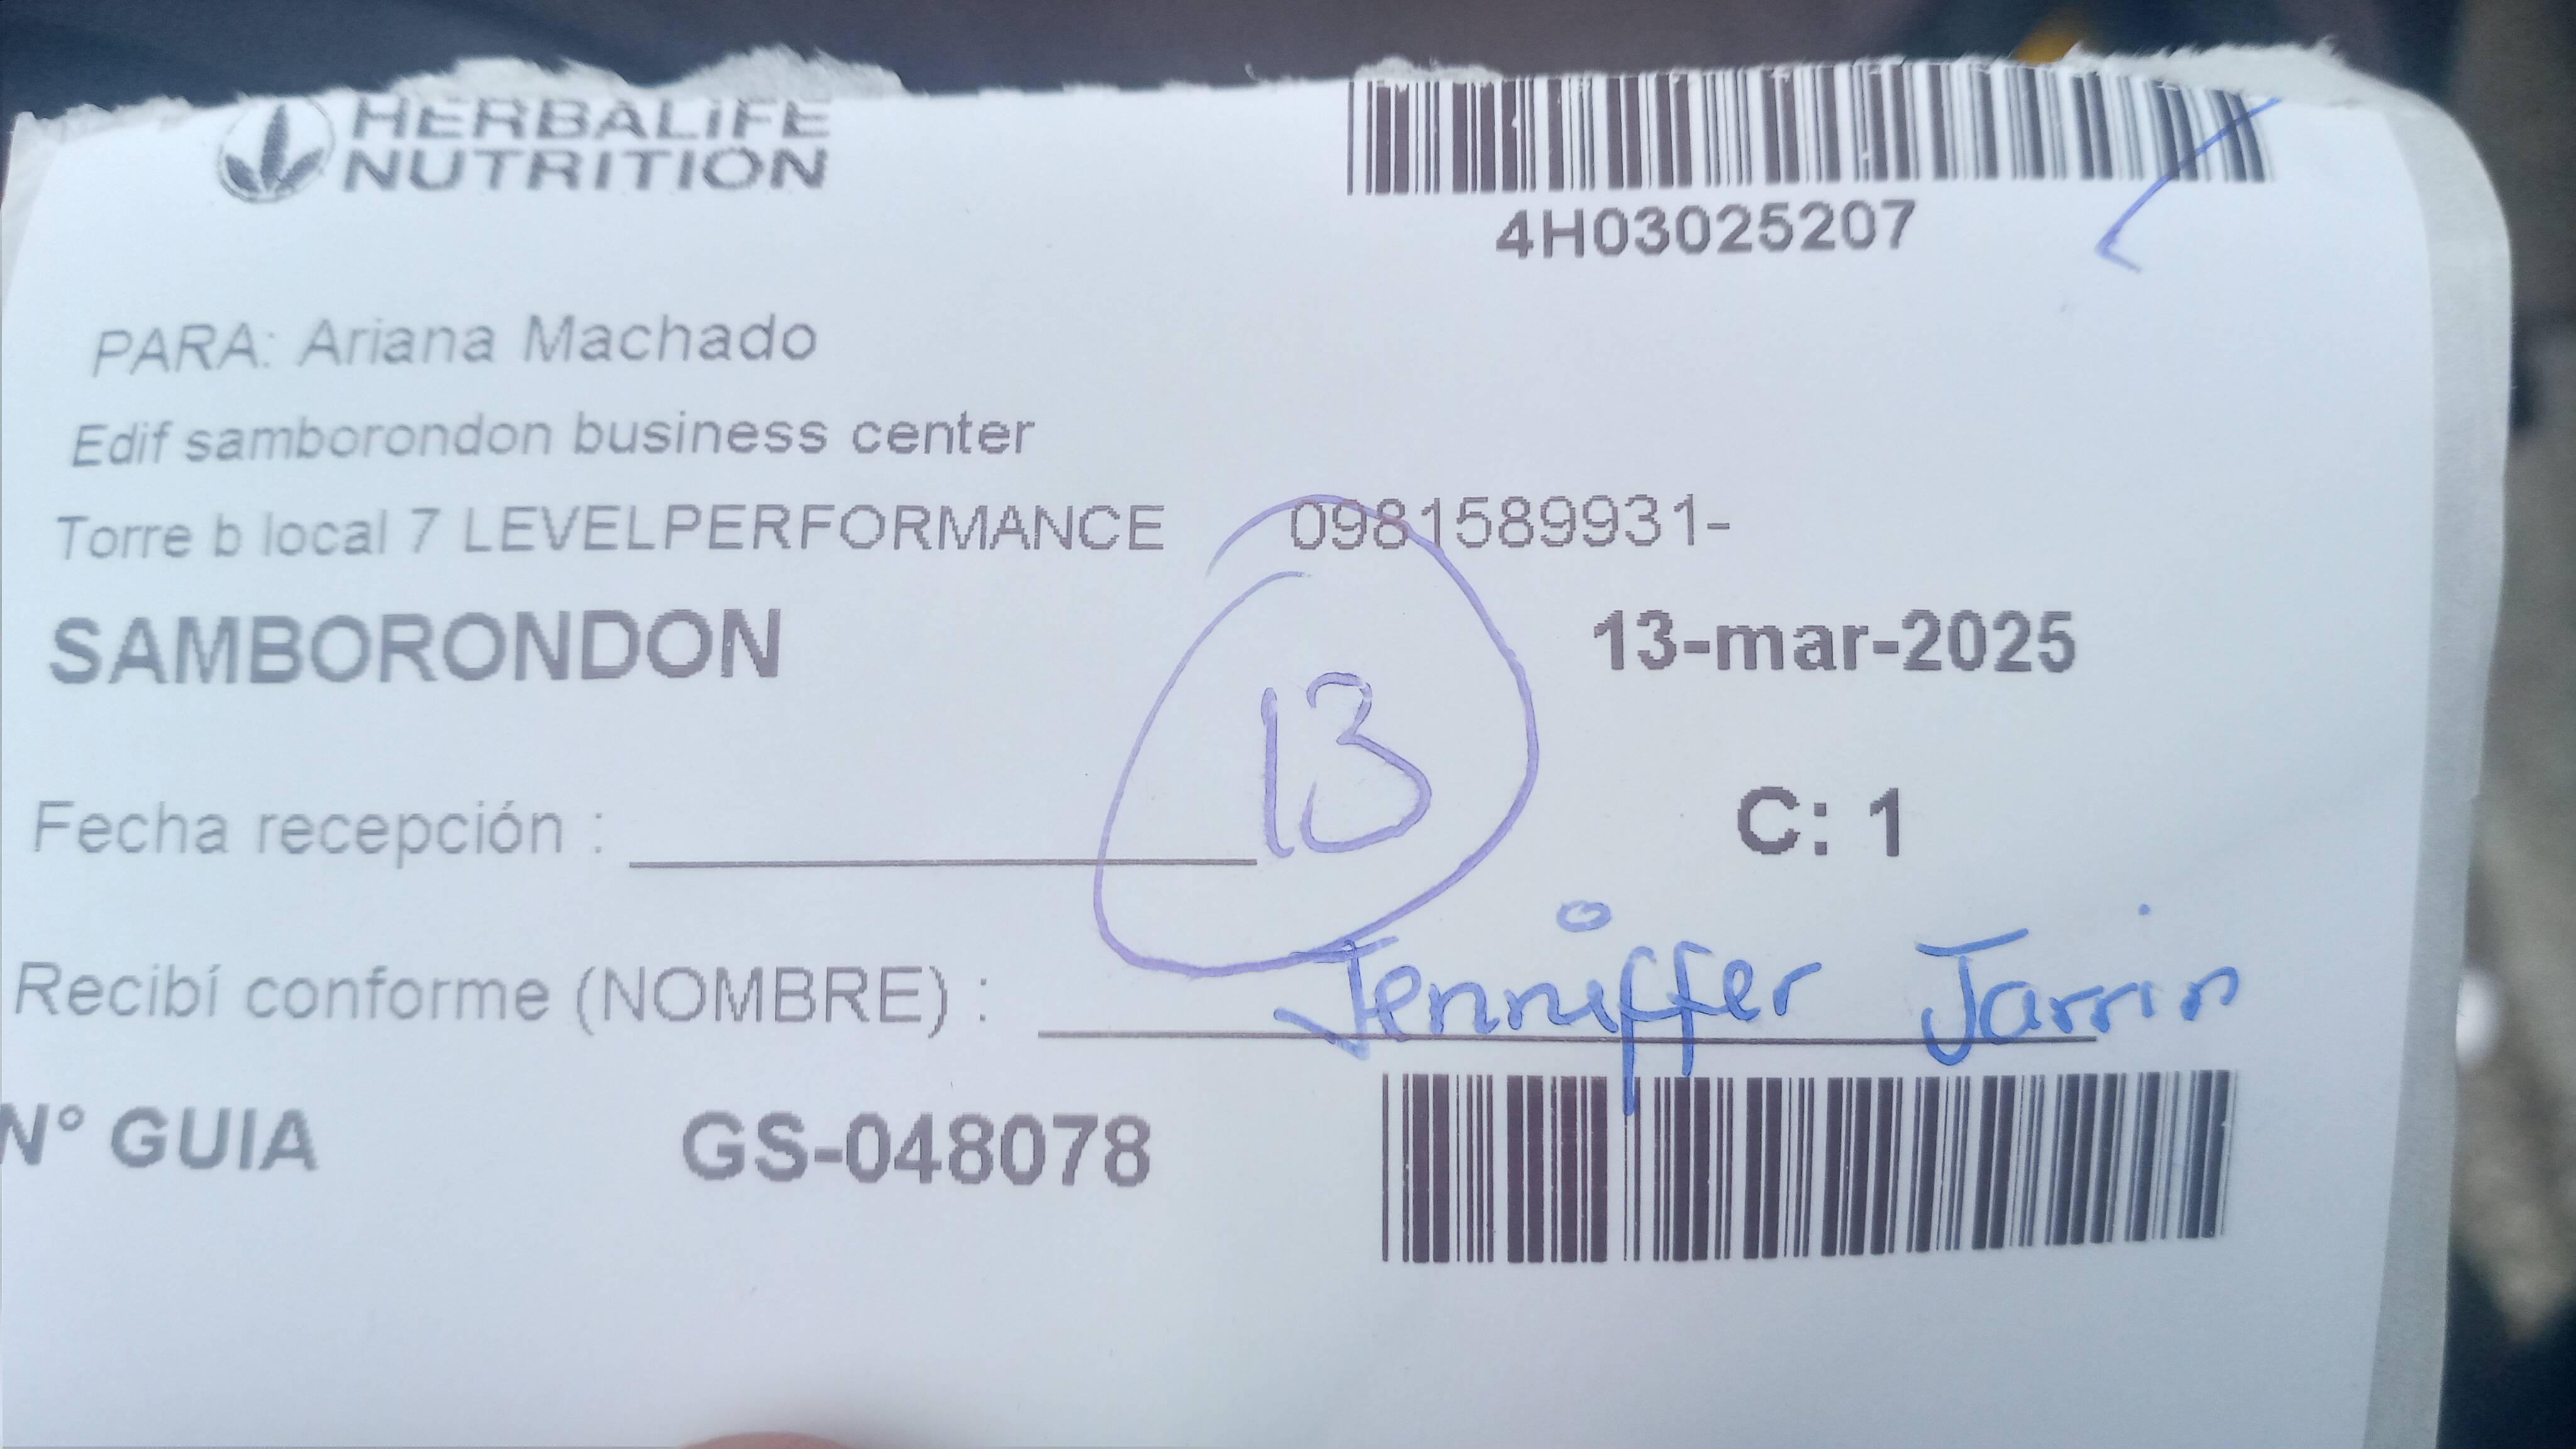 HERBALIFE
NUTRITION
4H03025207
PARA: Ariana Machado
Edif samborondon business center
Torre b local 7 LEVELPERFORMANCE 0981589931-
SAMBORONDON 13-mar-2025
13
Fecha recepción : C: 1
Recibí conforme (NOMBRE) : Jenniffer Jarrin
N° GUIA GS-048078